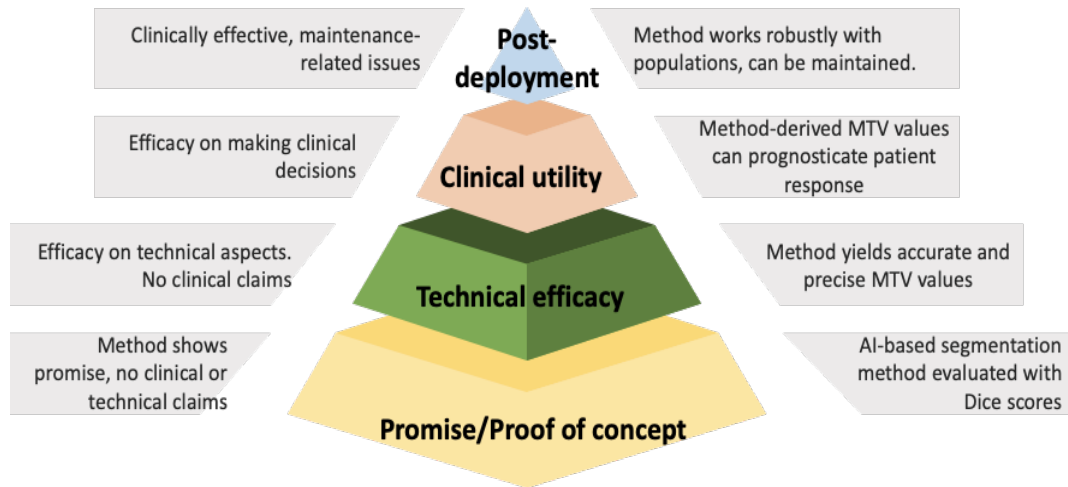 Clinically effective, maintenance-
related issues
Post-
deployment
Method works robustly with
populations, can be maintained.
Efficacy on making clinical
decisions
Clinical utility
Method-derived MTV values
can prognosticate patient
response
Efficacy on technical aspects.
No clinical claims
Technical efficacy
Method yields accurate and
precise MTV values
Method shows
promise, no clinical or
technical claims
Promise/Proof of concept
AI-based segmentation
method evaluated with
Dice scores